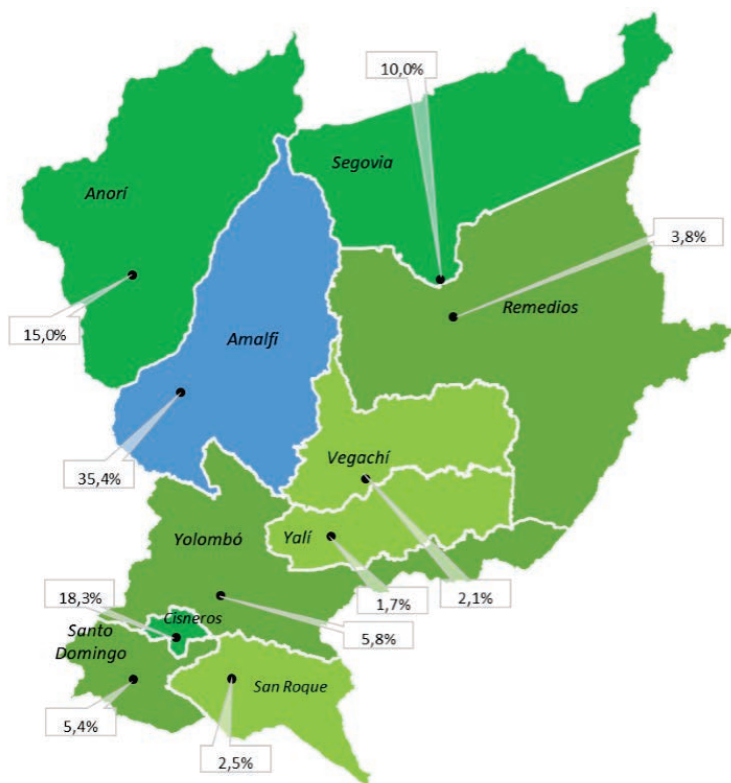 10,0%
Segovia
Anorí
3,8%
Remedios
15,0%
Amalfi
35,4%
Vegachí
Yolombó
Yalí
18,3%
1,7%
2,1%
Cisneros
Santo
Domingo
5,8%
San Roque
5,4%
2,5%